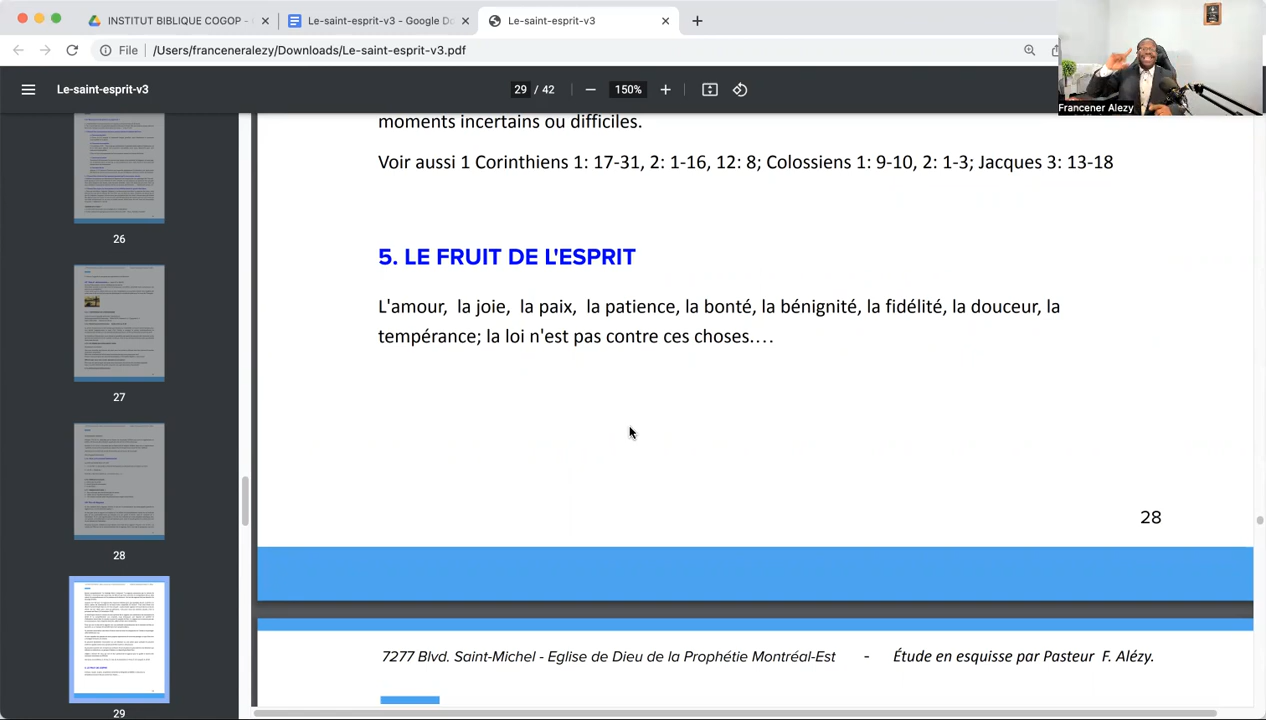 INSTITUT BIBLIQUE COGOP -
Le-saint-esprit-v3 - Google Do
Le-saint-esprit-v3
File
/Users/franceneralezy/Downloads/Le-saint-esprit-v3.pdf
Le-saint-esprit-v3
29 / 42
150%
Francener Alezy
26
27
28
29
moments incertains ou difficiles.
Voir aussi 1 Corinthiens 1: 17-31, 2: 1-16, 12: 8; Colossiens 1: 9-10, 2: 1-3; Jacques 3: 13-18
5. LE FRUIT DE L'ESPRIT
L'amour, la joie, la paix, la patience, la bonté, la bénignité, la fidélité, la douceur, la
tempérance; la loi n'est pas contre ces choses....
28
7277 Blvd. Saint-Michel - Eglise de Dieu de la Prophétie Montréal-Est - Étude en esquisse par Pasteur F. Alézy.